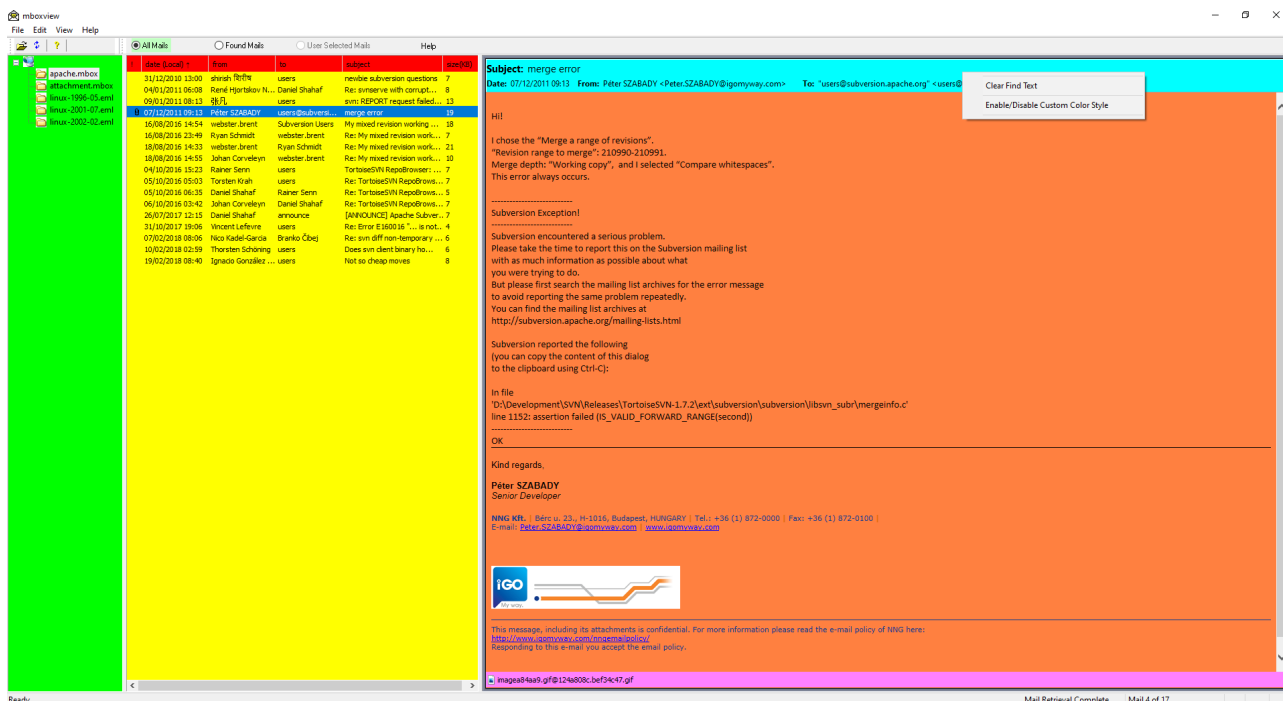 mboxview
File Edit View Help
All Mails Found Mails User Selected Mails Help
apache.mbox
attachment.mbox
linux-1996-05.eml
linux-2001-07.eml
linux-2002-02.eml
! date (Local) ↑ from to subject size(KB)
31/12/2010 13:00 shirish शिरीष users newbie subversion questions 7
04/01/2011 06:08 René Hjortskov N... Daniel Shahaf Re: svnserve with corrupt... 8
09/01/2011 08:13 张凡 users svn: REPORT request failed... 13
07/12/2011 09:13 Péter SZABADY users@subversi... merge error 19
16/08/2016 14:54 webster.brent Subversion Users My mixed revision working ... 18
16/08/2016 23:49 Ryan Schmidt webster.brent Re: My mixed revision work... 7
18/08/2016 14:33 webster.brent Ryan Schmidt Re: My mixed revision work... 21
18/08/2016 14:55 Johan Corveleyn webster.brent Re: My mixed revision work... 10
04/10/2016 15:23 Rainer Senn users TortoiseSVN RepoBrowser: ... 7
05/10/2016 05:03 Torsten Krah users Re: TortoiseSVN RepoBrows... 7
05/10/2016 06:35 Daniel Shahaf Rainer Senn Re: TortoiseSVN RepoBrows... 5
06/10/2016 03:42 Johan Corveleyn Daniel Shahaf Re: TortoiseSVN RepoBrows... 7
26/07/2017 12:15 Daniel Shahaf announce [ANNOUNCE] Apache Subver... 7
31/10/2017 19:06 Vincent Lefevre users Re: Error E160016 "... is not... 4
07/02/2018 08:06 Nico Kadel-Garcia Branko Čibej Re: svn diff non-temporary ... 6
10/02/2018 02:59 Thorsten Schöning users Does svn client binary ho... 6
19/02/2018 08:40 Ignacio González ... users Not so cheap moves 8
Subject: merge error
Date: 07/12/2011 09:13 From: Péter SZABADY <Peter.SZABADY@igomyway.com> To: "users@subversion.apache.org" <users@
Clear Find Text
Enable/Disable Custom Color Style
Hi!
I chose the “Merge a range of revisions”.
“Revision range to merge”: 210990-210991.
Merge depth: “Working copy”, and I selected “Compare whitespaces”.
This error always occurs.
---------------------------
Subversion Exception!
---------------------------
Subversion encountered a serious problem.
Please take the time to report this on the Subversion mailing list
with as much information as possible about what
you were trying to do.
But please first search the mailing list archives for the error message
to avoid reporting the same problem repeatedly.
You can find the mailing list archives at
http://subversion.apache.org/mailing-lists.html
Subversion reported the following
(you can copy the content of this dialog
to the clipboard using Ctrl-C):
In file
'D:\Development\SVN\Releases\TortoiseSVN-1.7.2\ext\subversion\subversion\libsvn_subr\mergeinfo.c'
line 1152: assertion failed (IS_VALID_FORWARD_RANGE(second))
---------------------------
OK
Kind regards,
Péter SZABADY
Senior Developer
NNG Kft. | Bérc u. 23., H-1016, Budapest, HUNGARY | Tel.: +36 (1) 872-0000 | Fax: +36 (1) 872-0100 |
E-mail: Peter.SZABADY@igomyway.com | www.igomyway.com
iGO
My way.
This message, including its attachments is confidential. For more information please read the e-mail policy of NNG here:
http://www.igomyway.com/nngemailpolicy/
Responding to this e-mail you accept the email policy.
imagea84aa9.gif@124a808c.bef34c47.gif
Ready Mail Retrieval Complete Mail 4 of 17